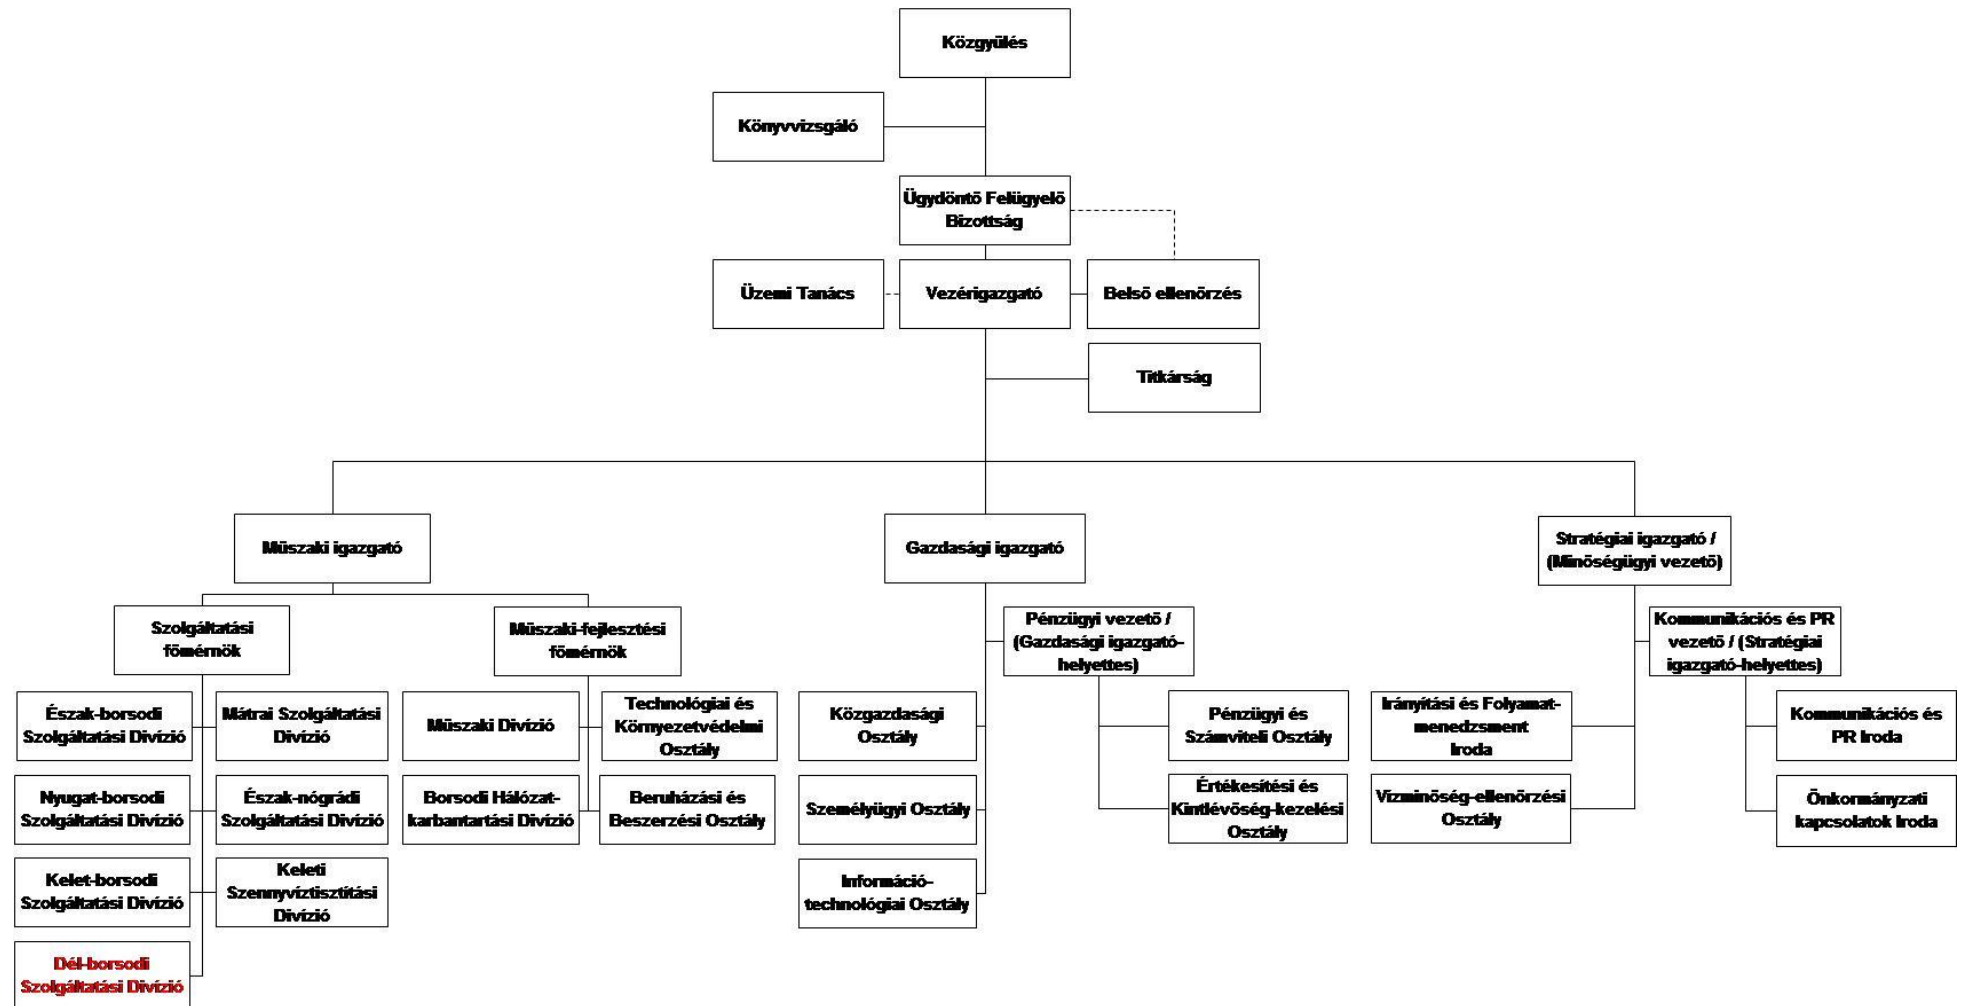 Közgyűlés
Könyvvizsgáló
Ügydöntő Felügyelő
Bizottság
Üzemi Tanács
Vezérigazgató
Belső ellenőrzés
Titkárság
Műszaki igazgató
Gazdasági igazgató
Stratégiai igazgató /
(Minőségügyi vezető)
Szolgáltatási
főmérnök
Műszaki-fejlesztési
főmérnök
Pénzügyi vezető /
(Gazdasági igazgató-
helyettes)
Kommunikációs és PR
vezető / (Stratégiai
igazgató-helyettes)
Észak-borsodi
Szolgáltatási Divízió
Mátrai Szolgáltatási
Divízió
Műszaki Divízió
Technológiai és
Környezetvédelmi
Osztály
Közgazdasági
Osztály
Pénzügyi és
Számviteli Osztály
Irányítási és Folyamat-
menedzsment
Iroda
Kommunikációs és
PR Iroda
Nyugat-borsodi
Szolgáltatási Divízió
Észak-nógrádi
Szolgáltatási Divízió
Borsodi Hálózat-
karbantartási Divízió
Beruházási és
Beszerzési Osztály
Személyügyi Osztály
Értékesítési és
Kintlévőség-kezelési
Osztály
Vízminőség-ellenőrzési
Osztály
Önkormányzati
kapcsolatok Iroda
Kelet-borsodi
Szolgáltatási Divízió
Keleti
Szennyvíztisztítási
Divízió
Információ-
technológiai Osztály
Dél-borsodi
Szolgáltatási Divízió